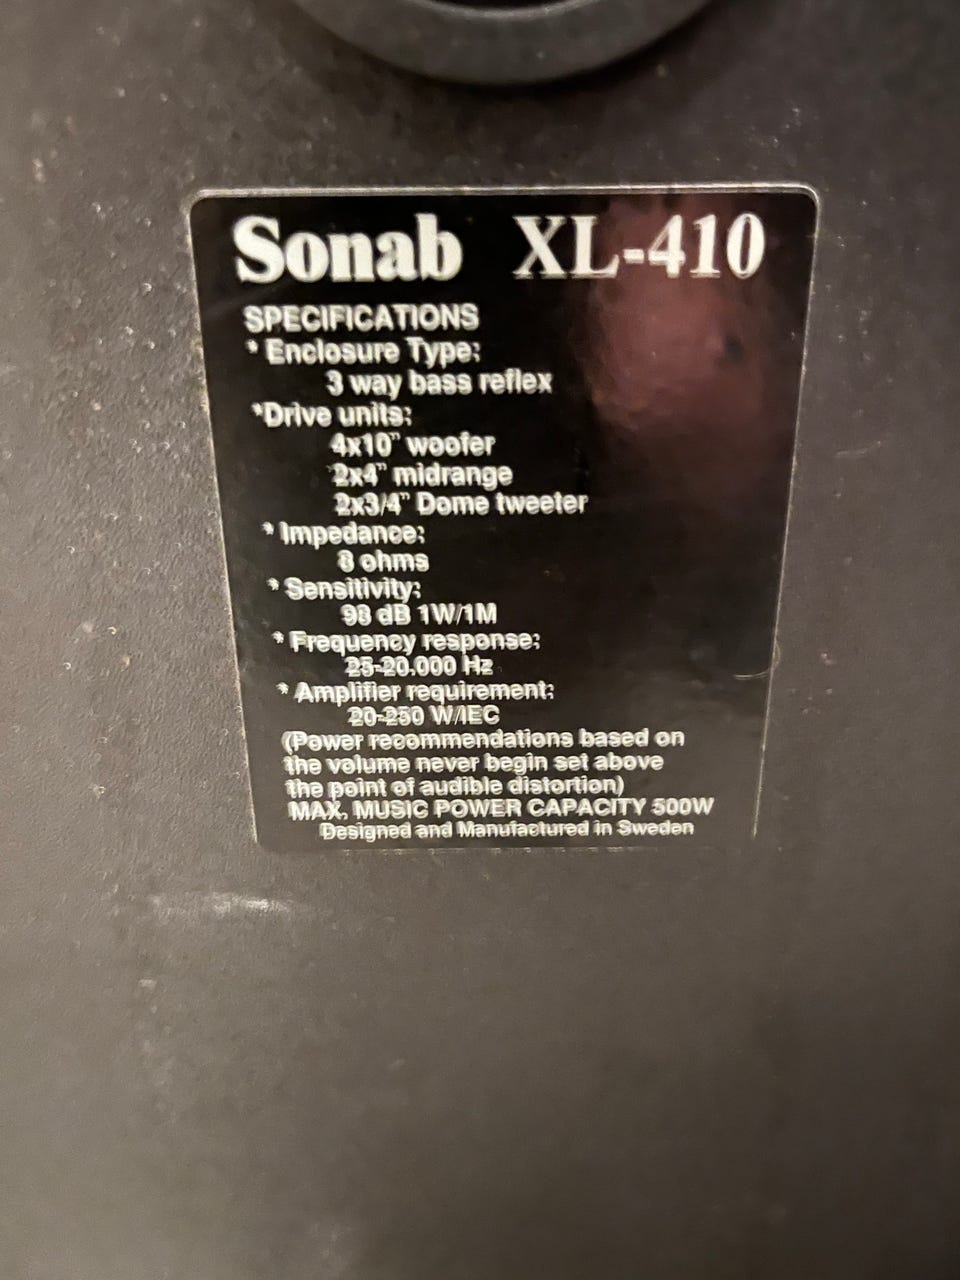 Sonab XL-410
SPECIFICATIONS
* Enclosure Type:
3 way bass reflex
*Drive units:
4x10" woofer
2x4" midrange
2x3/4" Dome tweeter
* Impedance:
8 ohms
* Sensitivity:
98 dB 1W/1M
* Frequency response:
25-20.000 Hz
* Amplifier requirement:
20-250 W/IEC
(Power recommendations based on
the volume never begin set above
the point of audible distortion)
MAX. MUSIC POWER CAPACITY 500W
Designed and Manufactured in Sweden